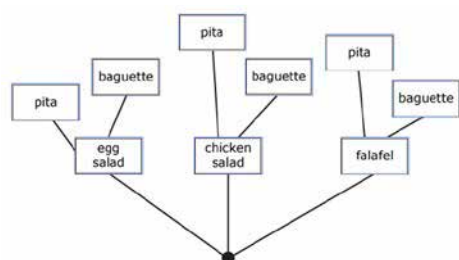 pita
pita
pita
baguette
baguette
baguette
egg
salad
chicken
salad
falafel